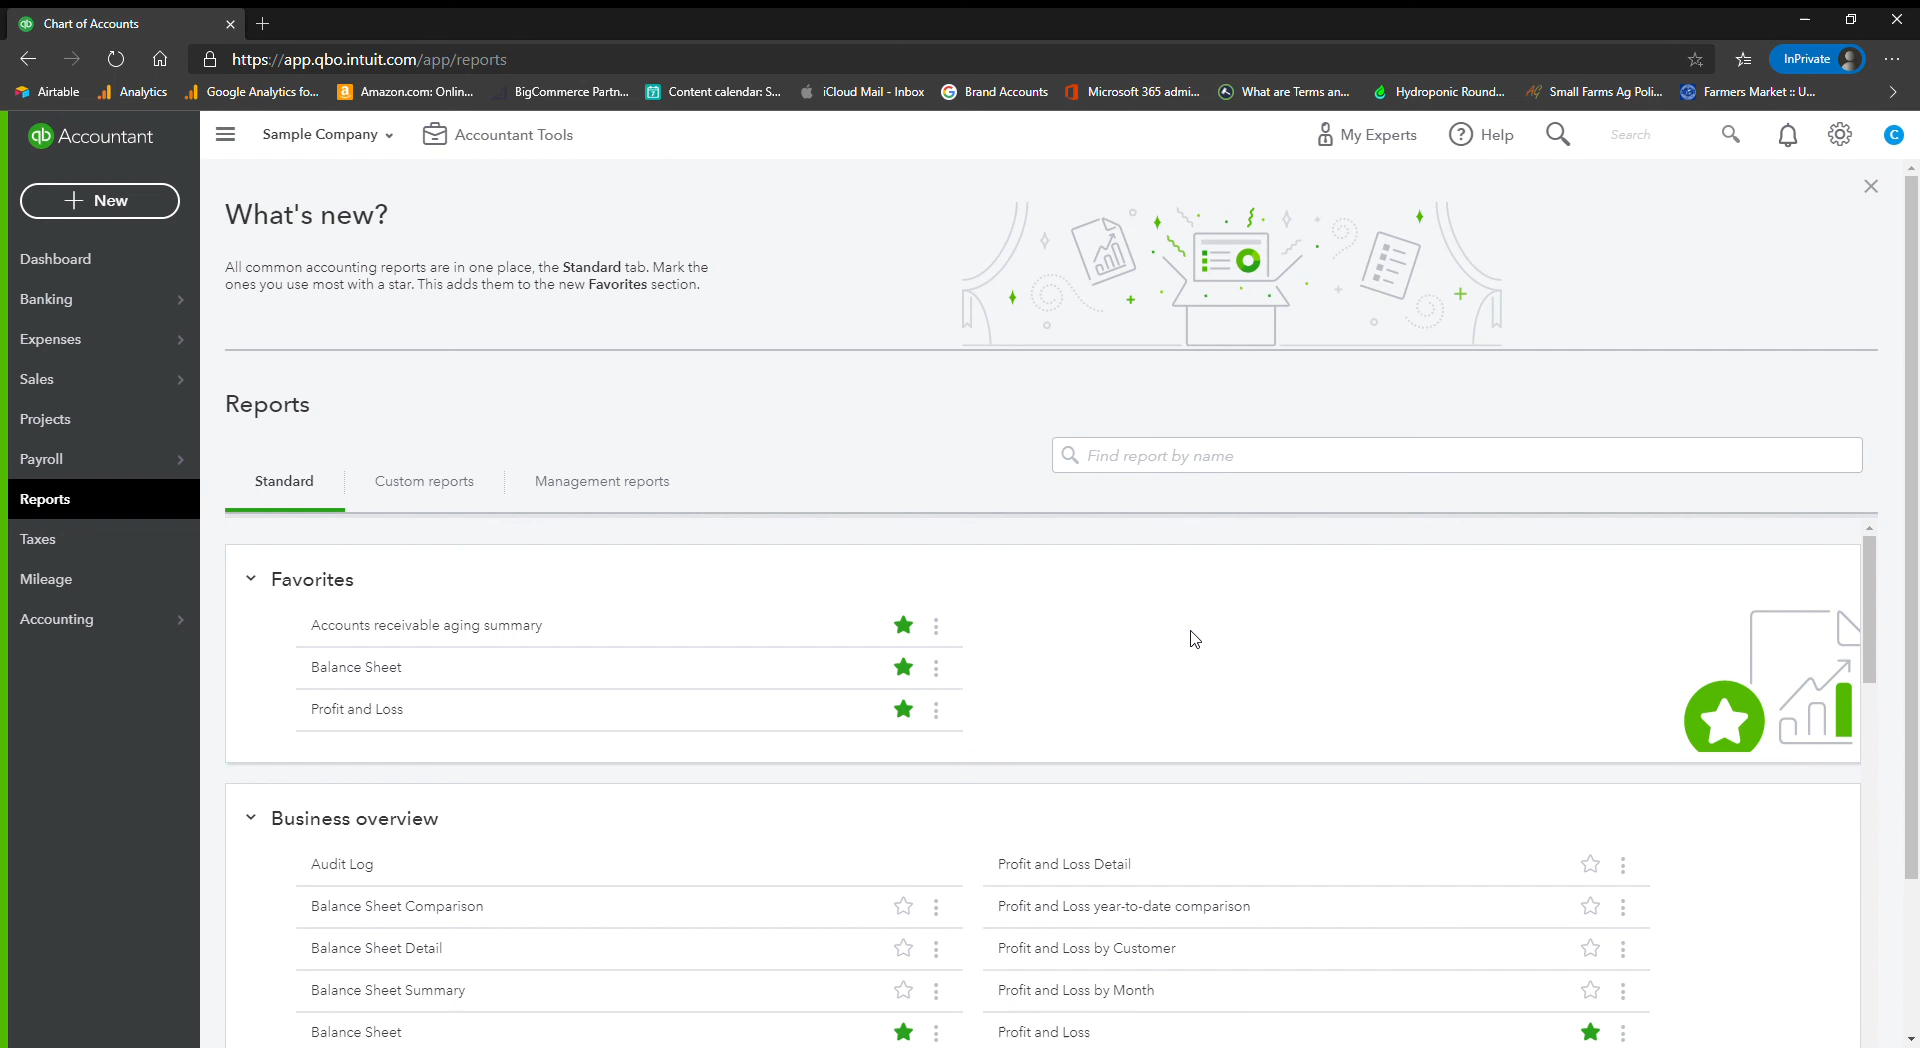 Chart of Accounts
https://app.qbo.intuit.com/app/reports
InPrivate
Airtable
Analytics
Google Analytics fo...
Amazon.com: Onlin...
BigCommerce Partn...
Content calendar: S...
iCloud Mail - Inbox
Brand Accounts
Microsoft 365 admi...
What are Terms an...
Hydroponic Round...
Small Farms Ag Poli...
Farmers Market :: U...
qb Accountant
Sample Company
Accountant Tools
My Experts
Help
Search
C
New
Dashboard
Banking
Expenses
Sales
Projects
Payroll
Reports
Taxes
Mileage
Accounting
What's new?
All common accounting reports are in one place, the Standard tab. Mark the
ones you use most with a star. This adds them to the new Favorites section.
Reports
Find report by name
Standard
Custom reports
Management reports
Favorites
Accounts receivable aging summary
Balance Sheet
Profit and Loss
Business overview
Audit Log
Balance Sheet Comparison
Balance Sheet Detail
Balance Sheet Summary
Balance Sheet
Profit and Loss Detail
Profit and Loss year-to-date comparison
Profit and Loss by Customer
Profit and Loss by Month
Profit and Loss